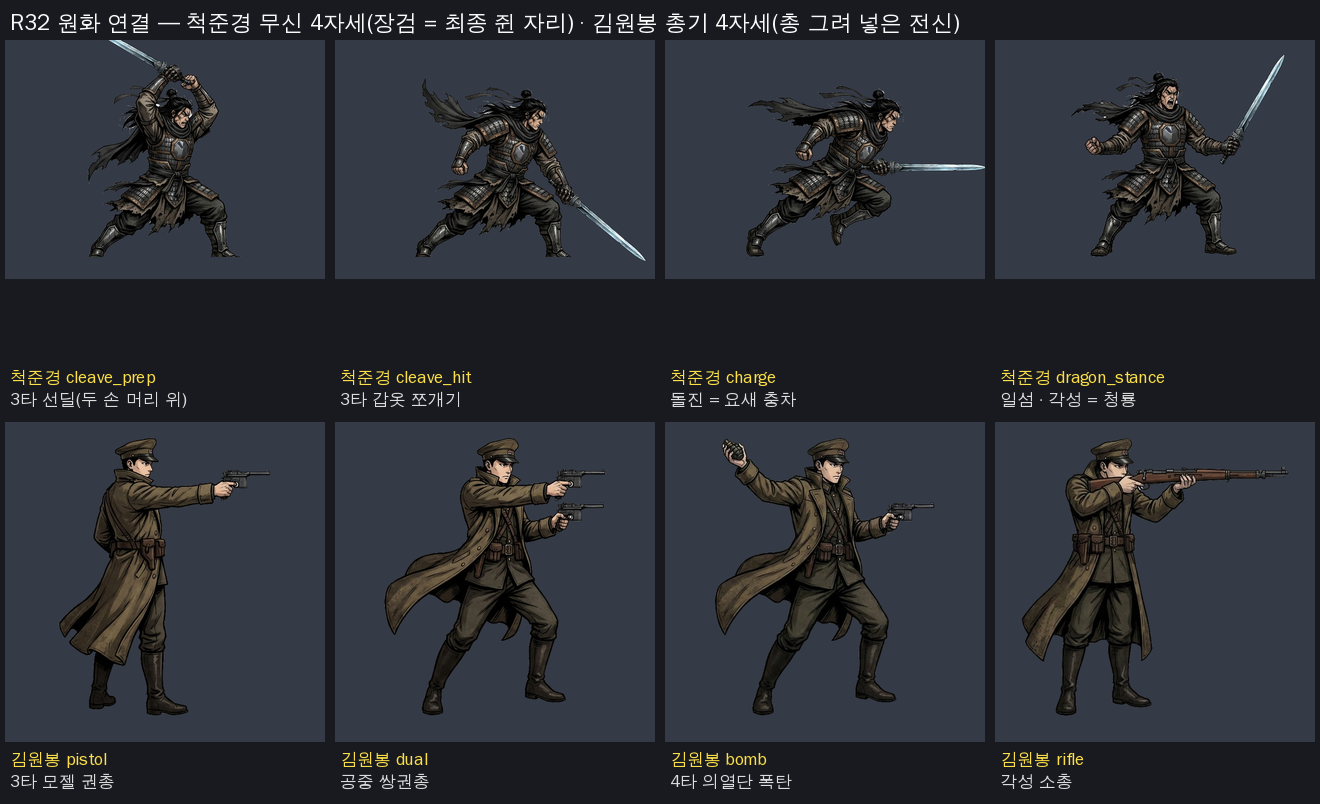 R32 원화 연결 — 척준경 무신 4자세(장검 = 최종 쥔 자리) · 김원봉 총기 4자세(총 그려 넣은 전신)
척준경 cleave_prep
3타 선딜(두 손 머리 위)
척준경 cleave_hit
3타 갑옷 쪼개기
척준경 charge
돌진 = 요새 충차
척준경 dragon_stance
일섬 · 각성 = 청룡
김원봉 pistol
3타 모젤 권총
김원봉 dual
공중 쌍권총
김원봉 bomb
4타 의열단 폭탄
김원봉 rifle
각성 소총